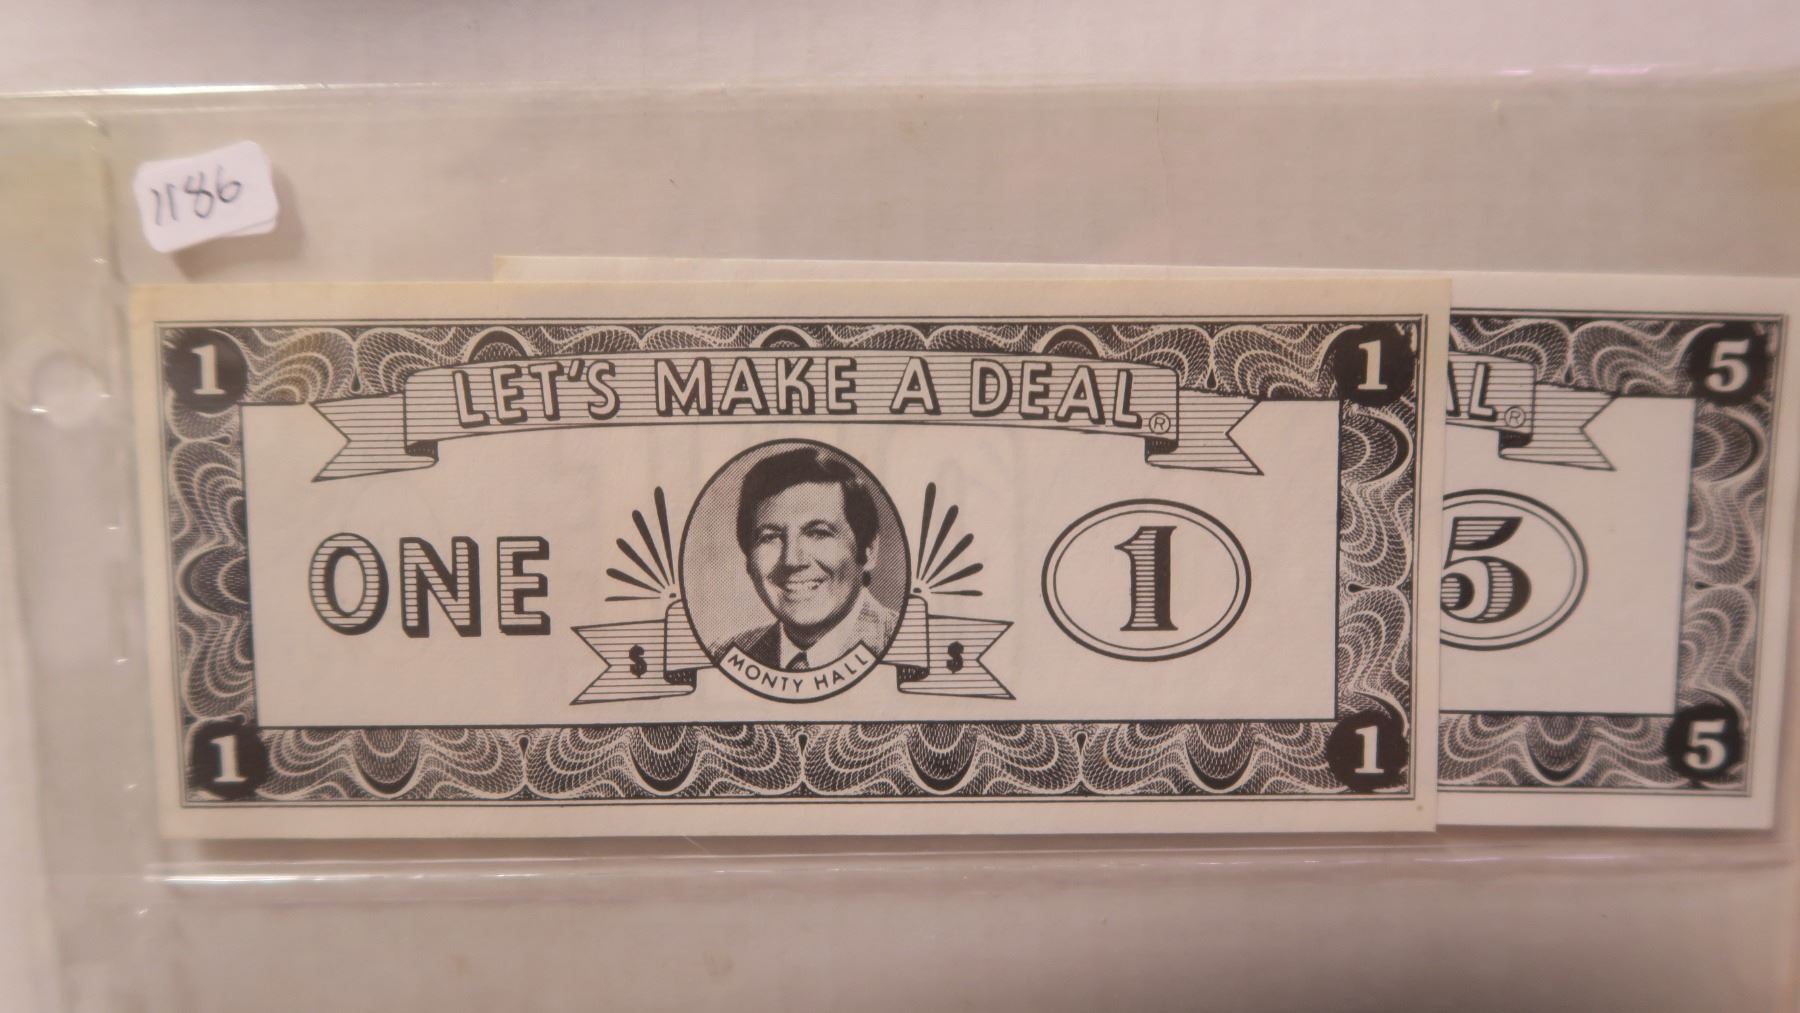 1186
1 1
LET'S MAKE A DEAL®
ONE
1
$ $
MONTY HALL
1 1
5
AL®
5
5